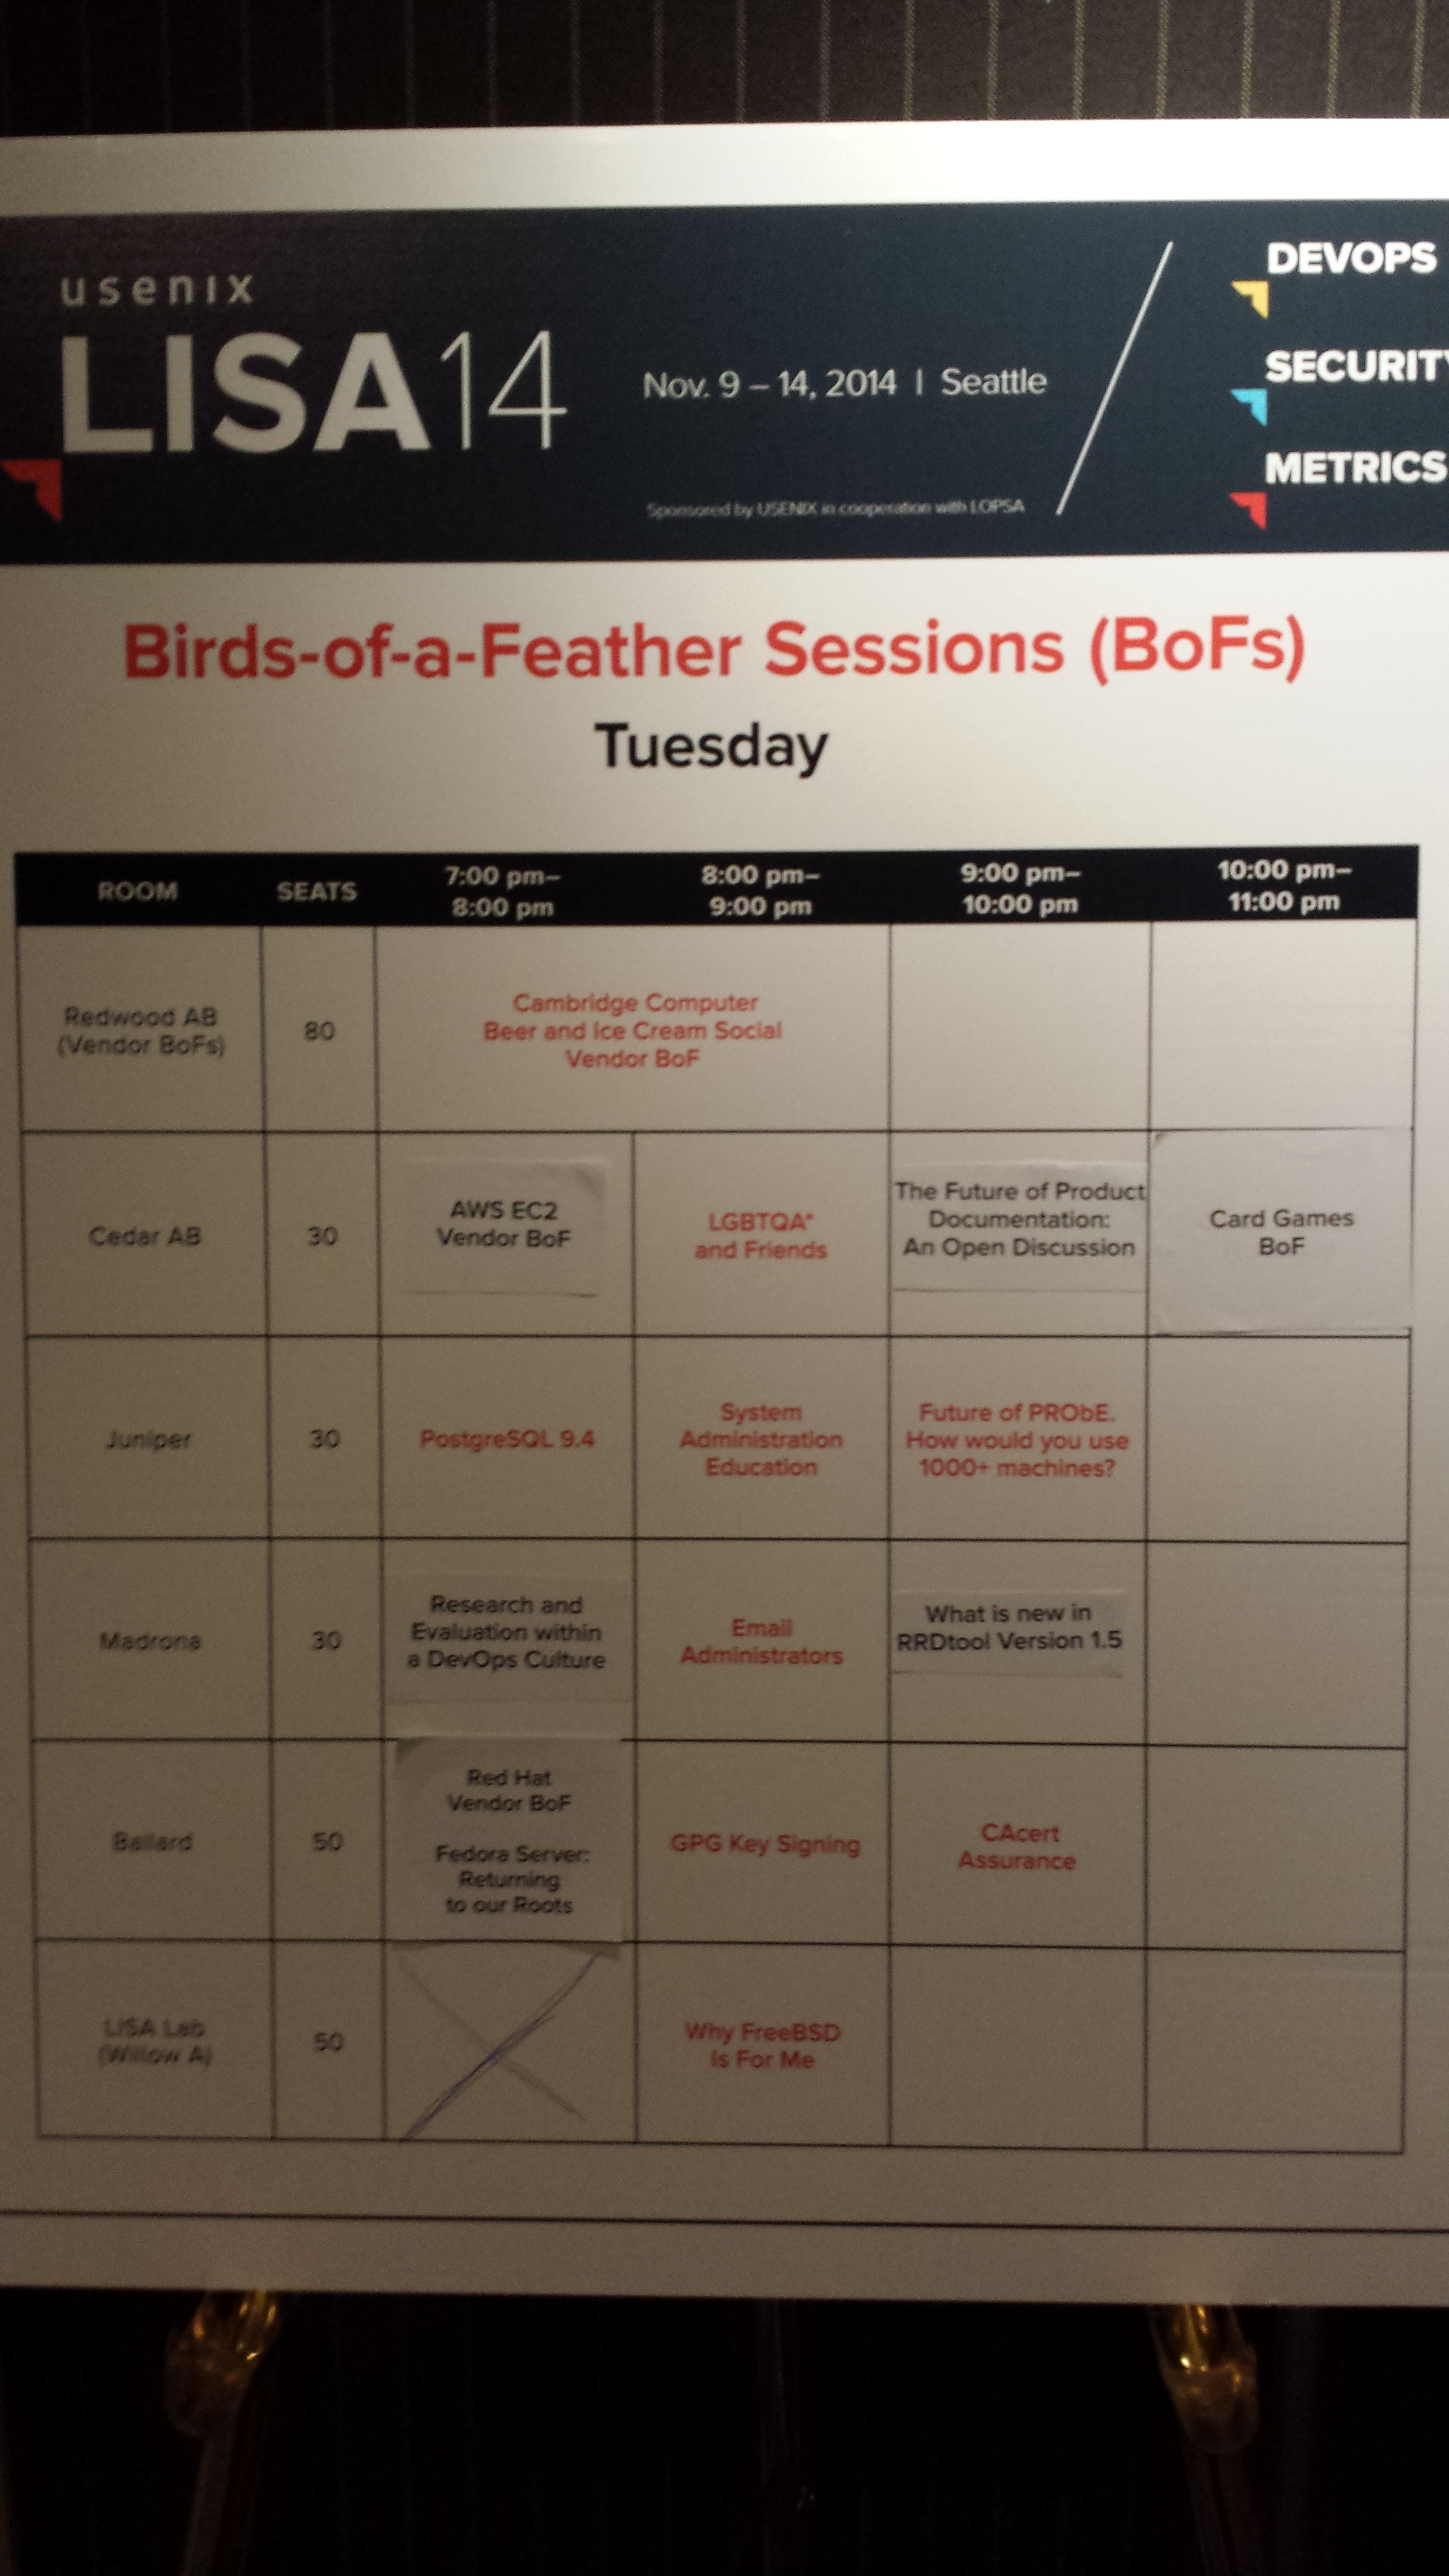 usenix
LISA14
Nov. 9 – 14, 2014 | Seattle
Sponsored by USENIX in cooperation with LOPSA
DEVOPS
SECURITY
METRICS
Birds-of-a-Feather Sessions (BoFs)
Tuesday
ROOM
SEATS
7:00 pm–
8:00 pm
8:00 pm–
9:00 pm
9:00 pm–
10:00 pm
10:00 pm–
11:00 pm
Redwood AB
(Vendor BoFs)
80
Cambridge Computer
Beer and Ice Cream Social
Vendor BoF
Cedar AB
30
AWS EC2
Vendor BoF
LGBTQA*
and Friends
The Future of Product
Documentation:
An Open Discussion
Card Games
BoF
Juniper
30
PostgreSQL 9.4
System
Administration
Education
Future of PRObE.
How would you use
1000+ machines?
Madrona
30
Research and
Evaluation within
a DevOps Culture
Email
Administrators
What is new in
RRDtool Version 1.5
Ballard
50
Red Hat
Vendor BoF
Fedora Server:
Returning
to our Roots
GPG Key Signing
CAcert
Assurance
LISA Lab
(Willow A)
50
Why FreeBSD
Is For Me